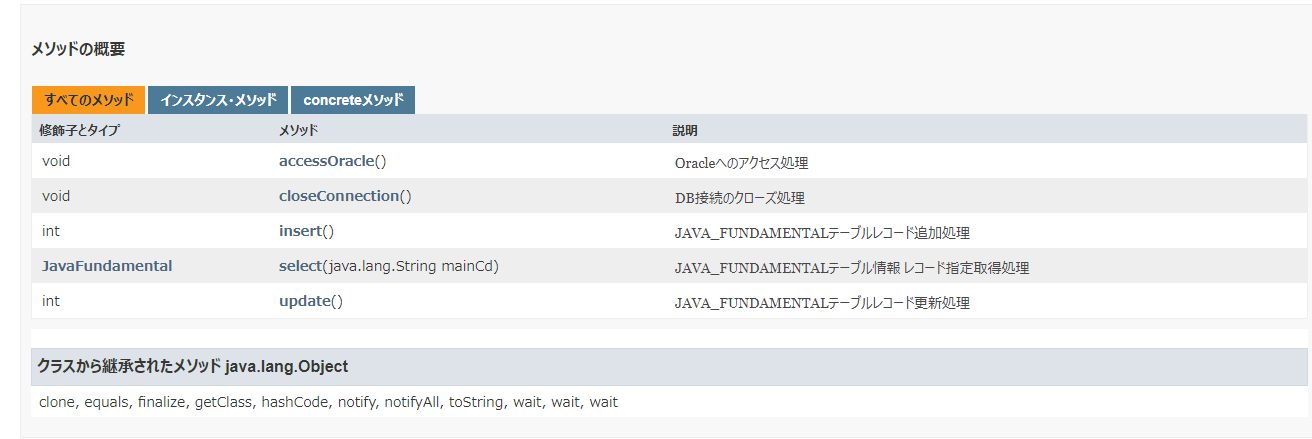 メソッドの概要
すべてのメソッド インスタンス・メソッド concreteメソッド
修飾子とタイプ メソッド 説明
void accessOracle() Oracleへのアクセス処理
void closeConnection() DB接続のクローズ処理
int insert() JAVA_FUNDAMENTALテーブルレコード追加処理
JavaFundamental select(java.lang.String mainCd) JAVA_FUNDAMENTALテーブル情報 レコード指定取得処理
int update() JAVA_FUNDAMENTALテーブルレコード更新処理
クラスから継承されたメソッド java.lang.Object
clone, equals, finalize, getClass, hashCode, notify, notifyAll, toString, wait, wait, wait